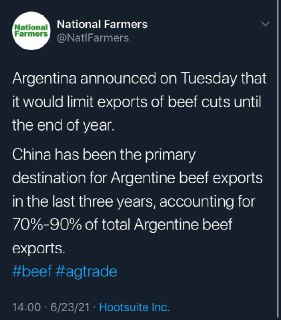 National
Farmers
National Farmers
@NatlFarmers
Argentina announced on Tuesday that
it would limit exports of beef cuts until
the end of year.
China has been the primary
destination for Argentine beef exports
in the last three years, accounting for
70%-90% of total Argentine beef
exports.
#beef #agtrade
14:00 · 6/23/21 · Hootsuite Inc.